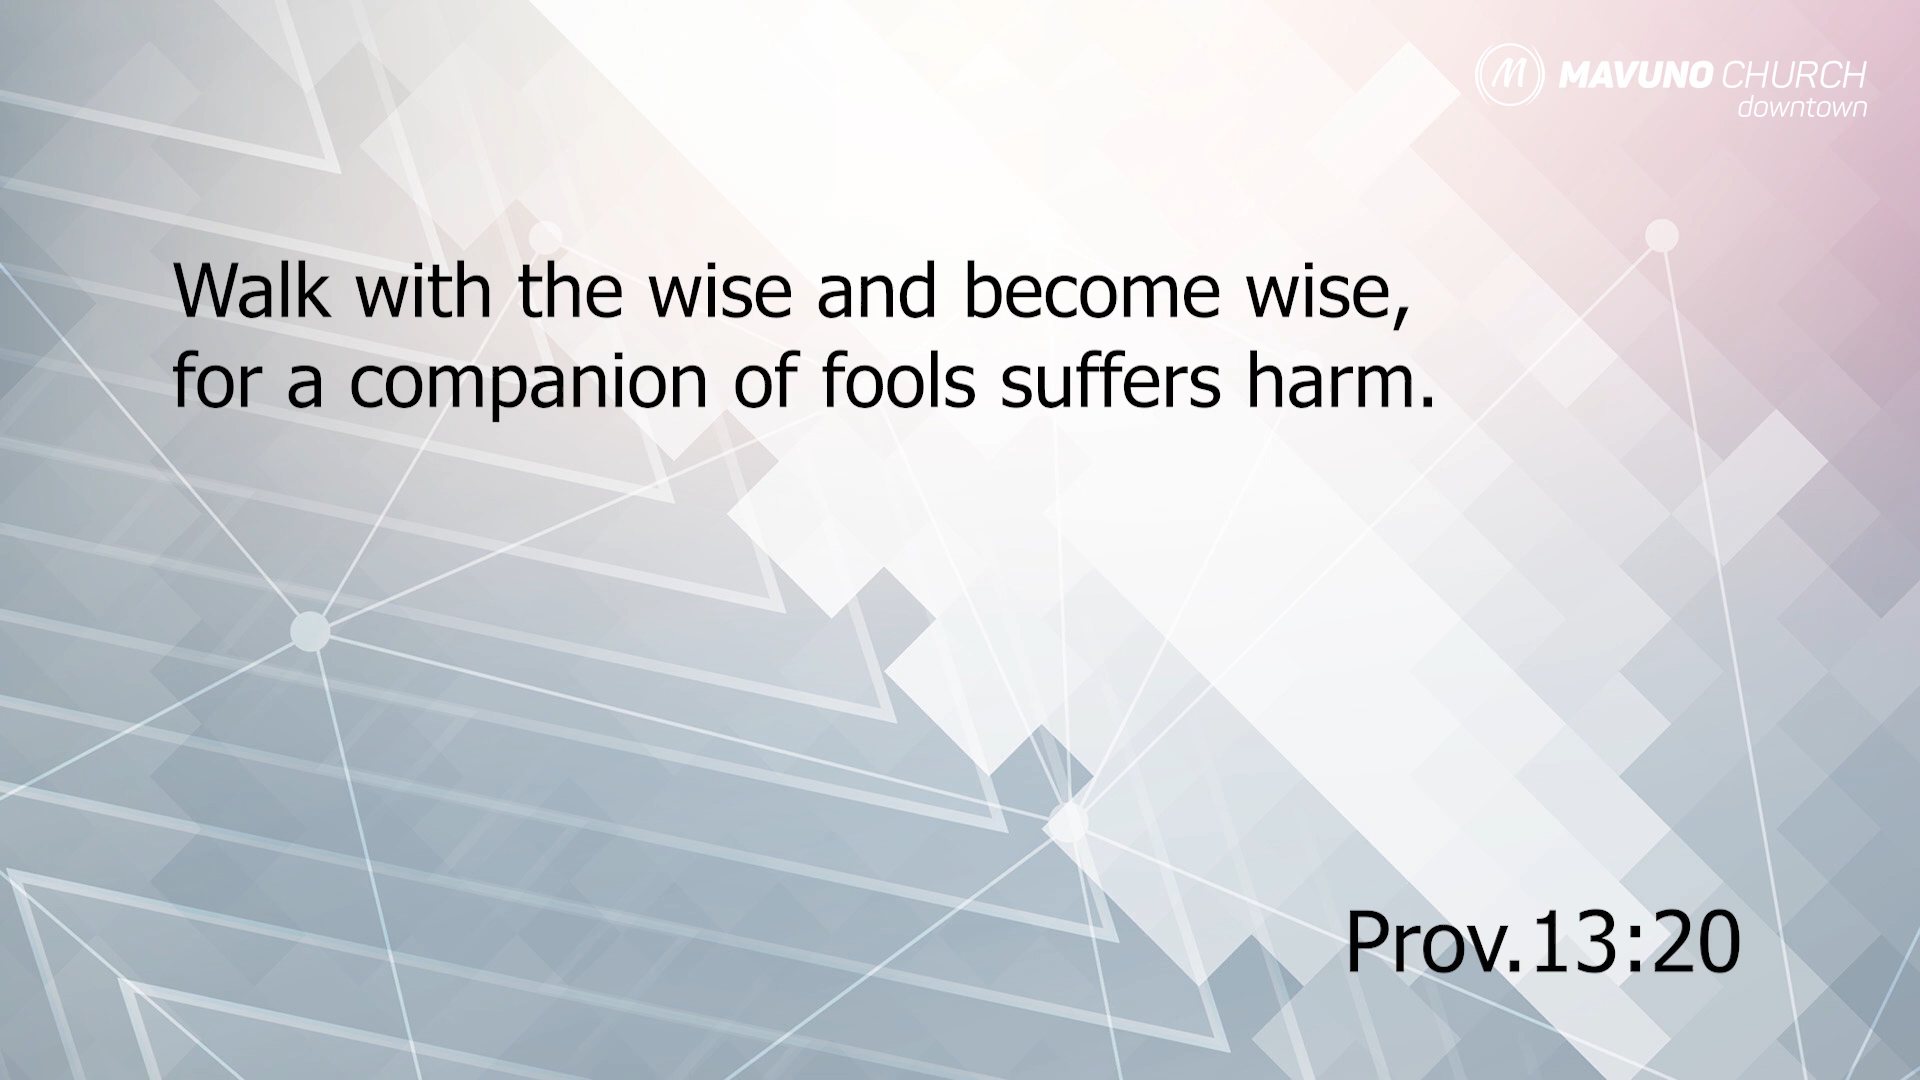 M MAVUNO CHURCH
downtown
Walk with the wise and become wise,
for a companion of fools suffers harm.
Prov.13:20